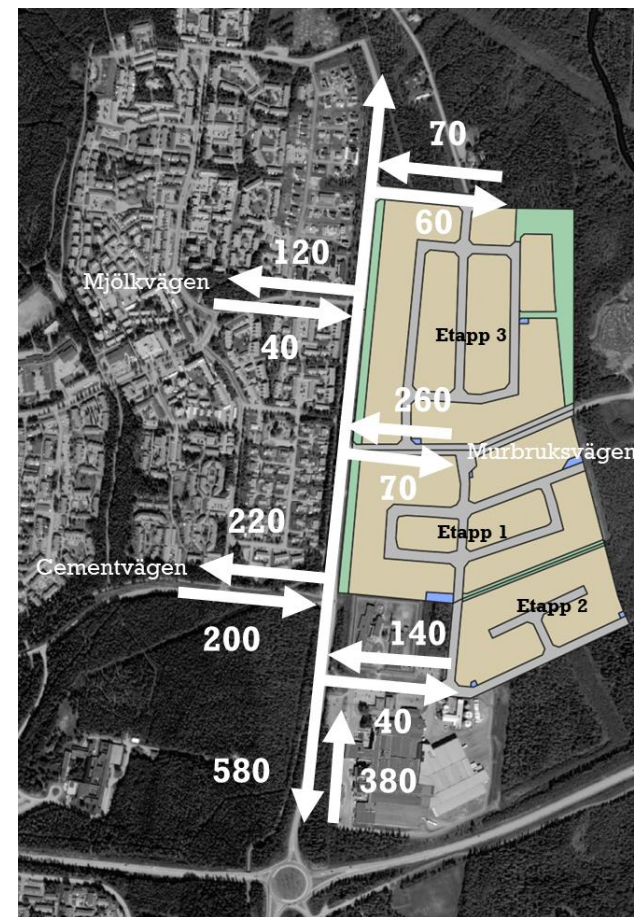 70
60
120
Mjölkvägen
40
Etapp 3
260
Murbruksvägen
70
220
Etapp 1
Cementvägen
Etapp 2
200
140
40
580
380